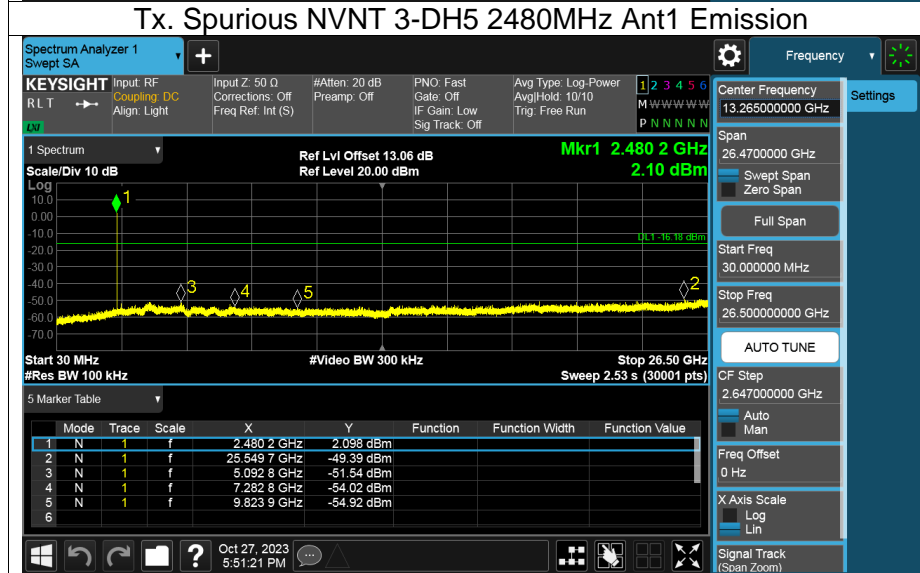 Tx. Spurious NVNT 3-DH5 2480MHz Ant1 Emission
Spectrum Analyzer 1
Swept SA
+
Frequency
KEYSIGHT
RLT
LXI
Input: RF
Coupling: DC
Align: Light
Input Z: 50 Ω
Corrections: Off
Freq Ref: Int (S)
#Atten: 20 dB
Preamp: Off
PNO: Fast
Gate: Off
IF Gain: Low
Sig Track: Off
Avg Type: Log-Power
Avg|Hold: 10/10
Trig: Free Run
1 2 3 4 5 6
M W W W W W
P N N N N N
1 Spectrum
Scale/Div 10 dB
Ref Lvl Offset 13.06 dB
Ref Level 20.00 dBm
Mkr1 2.480 2 GHz
2.10 dBm
Log
10.0
0.00
-10.0
-20.0
-30.0
-40.0
-50.0
-60.0
-70.0
1
DL1 -16.18 dBm
3
4
5
2
Start 30 MHz
#Video BW 300 kHz
Stop 26.50 GHz
#Res BW 100 kHz
Sweep 2.53 s (30001 pts)
5 Marker Table
Mode Trace Scale X Y Function Function Width Function Value
1 N 1 f 2.480 2 GHz 2.098 dBm
2 N 1 f 25.549 7 GHz -49.39 dBm
3 N 1 f 5.092 8 GHz -51.54 dBm
4 N 1 f 7.282 8 GHz -54.02 dBm
5 N 1 f 9.823 9 GHz -54.92 dBm
6
?
Oct 27, 2023
5:51:21 PM
Center Frequency
13.265000000 GHz
Settings
Span
26.4700000 GHz
Swept Span
Zero Span
Full Span
Start Freq
30.000000 MHz
Stop Freq
26.500000000 GHz
AUTO TUNE
CF Step
2.647000000 GHz
Auto
Man
Freq Offset
0 Hz
X Axis Scale
Log
Lin
Signal Track
(Span Zoom)